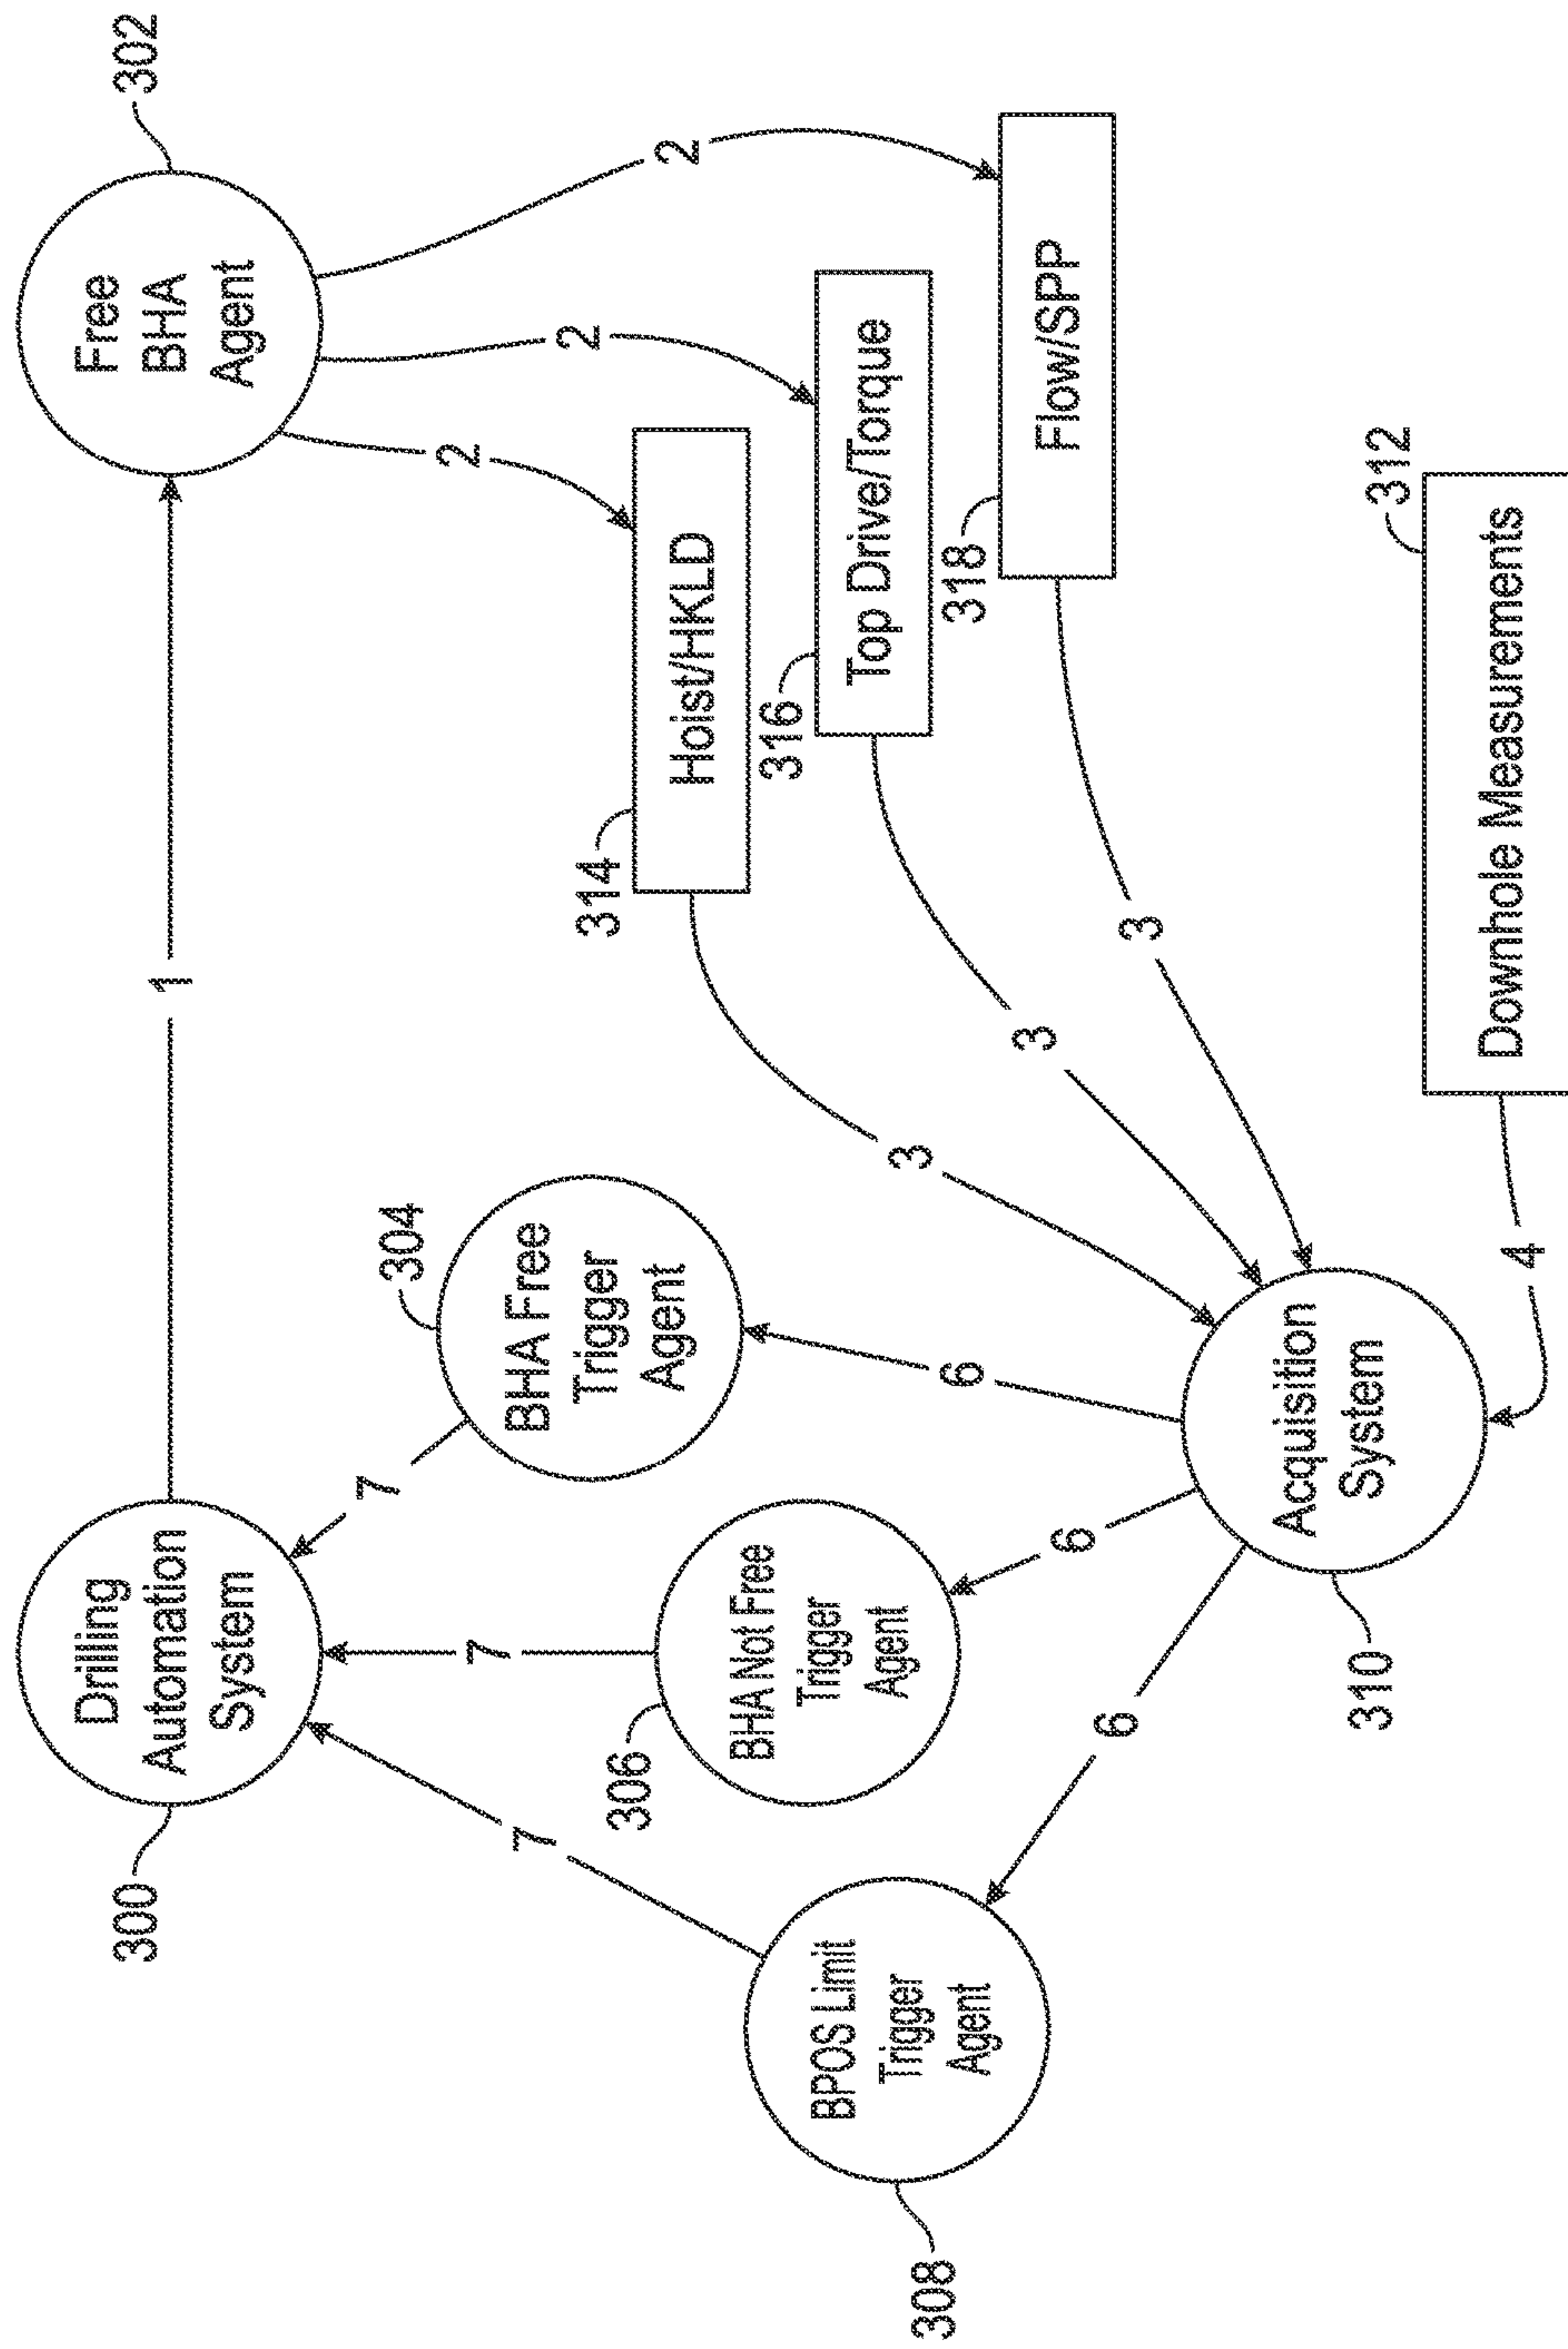 300
Drilling
Automation
System
1
Free
BHA
Agent
302
7
7
7
304
BHA Free
Trigger
Agent
306
BHA Not Free
Trigger
Agent
308
BPOS Limit
Trigger
Agent
2
2
2
314
Hoist/HKLD
316
Top Drive/Torque
318
Flow/SPP
6
6
6
3
3
3
310
Acquisition
System
4
312
Downhole Measurements